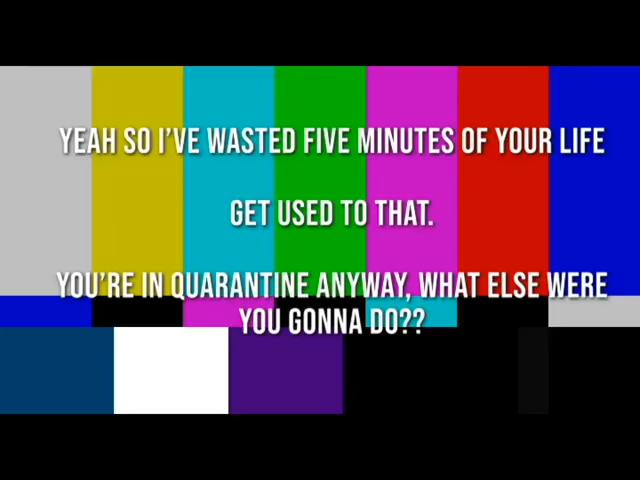 YEAH SO I'VE WASTED FIVE MINUTES OF YOUR LIFE
GET USED TO THAT.
YOU'RE IN QUARANTINE ANYWAY, WHAT ELSE WERE
YOU GONNA DO??